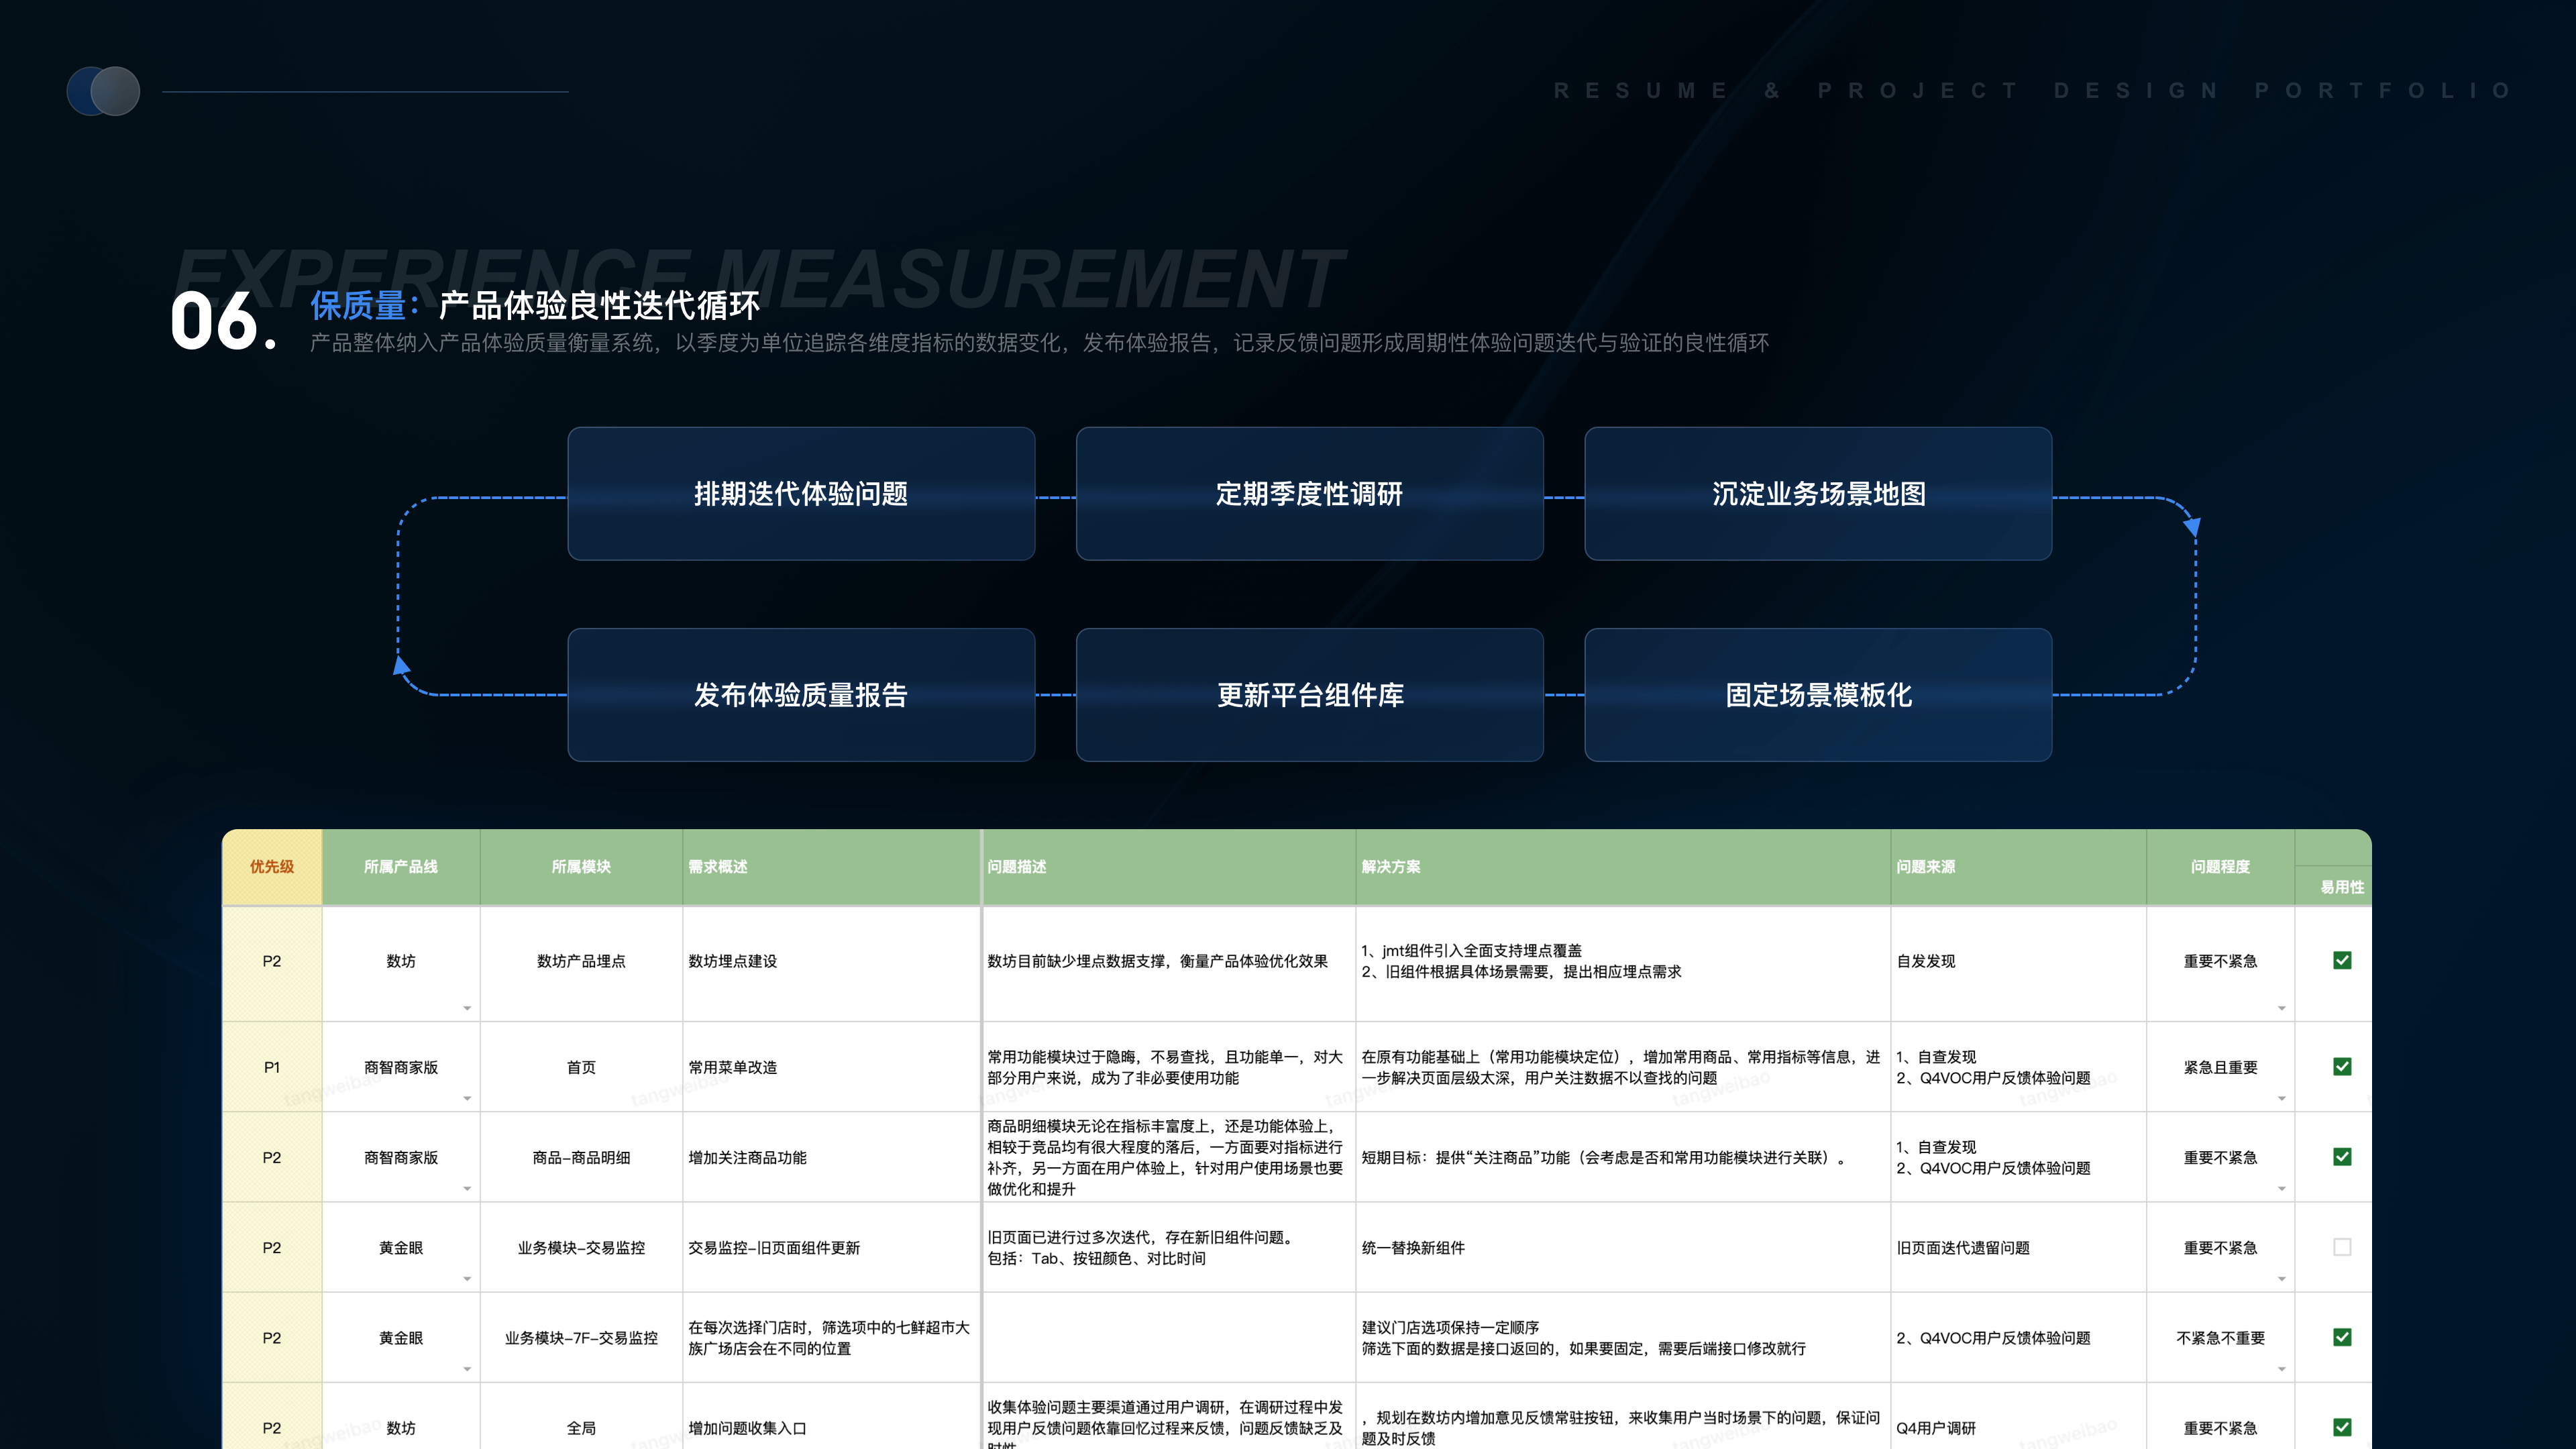 RESUME & PROJECT DESIGN PORTFOLIO
EXPERIENCE MEASUREMENT
06.
保质量：产品体验良性迭代循环
产品整体纳入产品体验质量衡量系统，以季度为单位追踪各维度指标的数据变化，发布体验报告，记录反馈问题形成周期性体验问题迭代与验证的良性循环
排期迭代体验问题
定期季度性调研
沉淀业务场景地图
发布体验质量报告
更新平台组件库
固定场景模板化
优先级
所属产品线
所属模块
需求概述
问题描述
解决方案
问题来源
问题程度
易用性
P2
数坊
数坊产品埋点
数坊埋点建设
数坊目前缺少埋点数据支撑，衡量产品体验优化效果
1、jmt组件引入全面支持埋点覆盖
2、旧组件根据具体场景需要，提出相应埋点需求
自发发现
重要不紧急
P1
商智商家版
首页
常用菜单改造
常用功能模块过于隐晦，不易查找，且功能单一，对大
部分用户来说，成为了非必要使用功能
在原有功能基础上（常用功能模块定位），增加常用商品、常用指标等信息，进
一步解决页面层级太深，用户关注数据不以查找的问题
1、自查发现
2、Q4VOC用户反馈体验问题
紧急且重要
tangweibao
tangweibao
tangweibao
tangweibao
tangweibao
tangweibao
P2
商智商家版
商品–商品明细
增加关注商品功能
商品明细模块无论在指标丰富度上，还是功能体验上，
相较于竞品均有很大程度的落后，一方面要对指标进行
补齐，另一方面在用户体验上，针对用户使用场景也要
做优化和提升
短期目标：提供“关注商品”功能（会考虑是否和常用功能模块进行关联）。
1、自查发现
2、Q4VOC用户反馈体验问题
重要不紧急
P2
黄金眼
业务模块–交易监控
交易监控–旧页面组件更新
旧页面已进行过多次迭代，存在新旧组件问题。
包括：Tab、按钮颜色、对比时间
统一替换新组件
旧页面迭代遗留问题
重要不紧急
P2
黄金眼
业务模块–7F–交易监控
在每次选择门店时，筛选项中的七鲜超市大
族广场店会在不同的位置
建议门店选项保持一定顺序
筛选下面的数据是接口返回的，如果要固定，需要后端接口修改就行
2、Q4VOC用户反馈体验问题
不紧急不重要
P2
数坊
全局
增加问题收集入口
收集体验问题主要渠道通过用户调研，在调研过程中发
现用户反馈问题依靠回忆过程来反馈，问题反馈缺乏及
时性
，规划在数坊内增加意见反馈常驻按钮，来收集用户当时场景下的问题，保证问
题及时反馈
Q4用户调研
重要不紧急
tangweibao
tangweibao
tangweibao